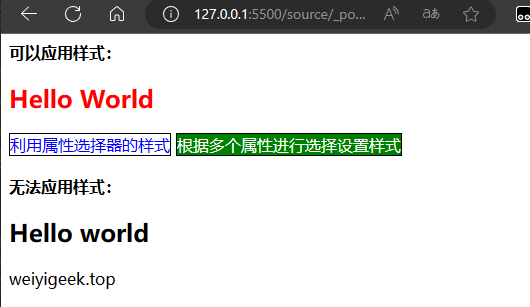 127.0.0.1:5500/source/_po...
可以应用样式：
Hello World
利用属性选择器的样式 根据多个属性进行选择设置样式
无法应用样式：
Hello world
weiyigeek.top